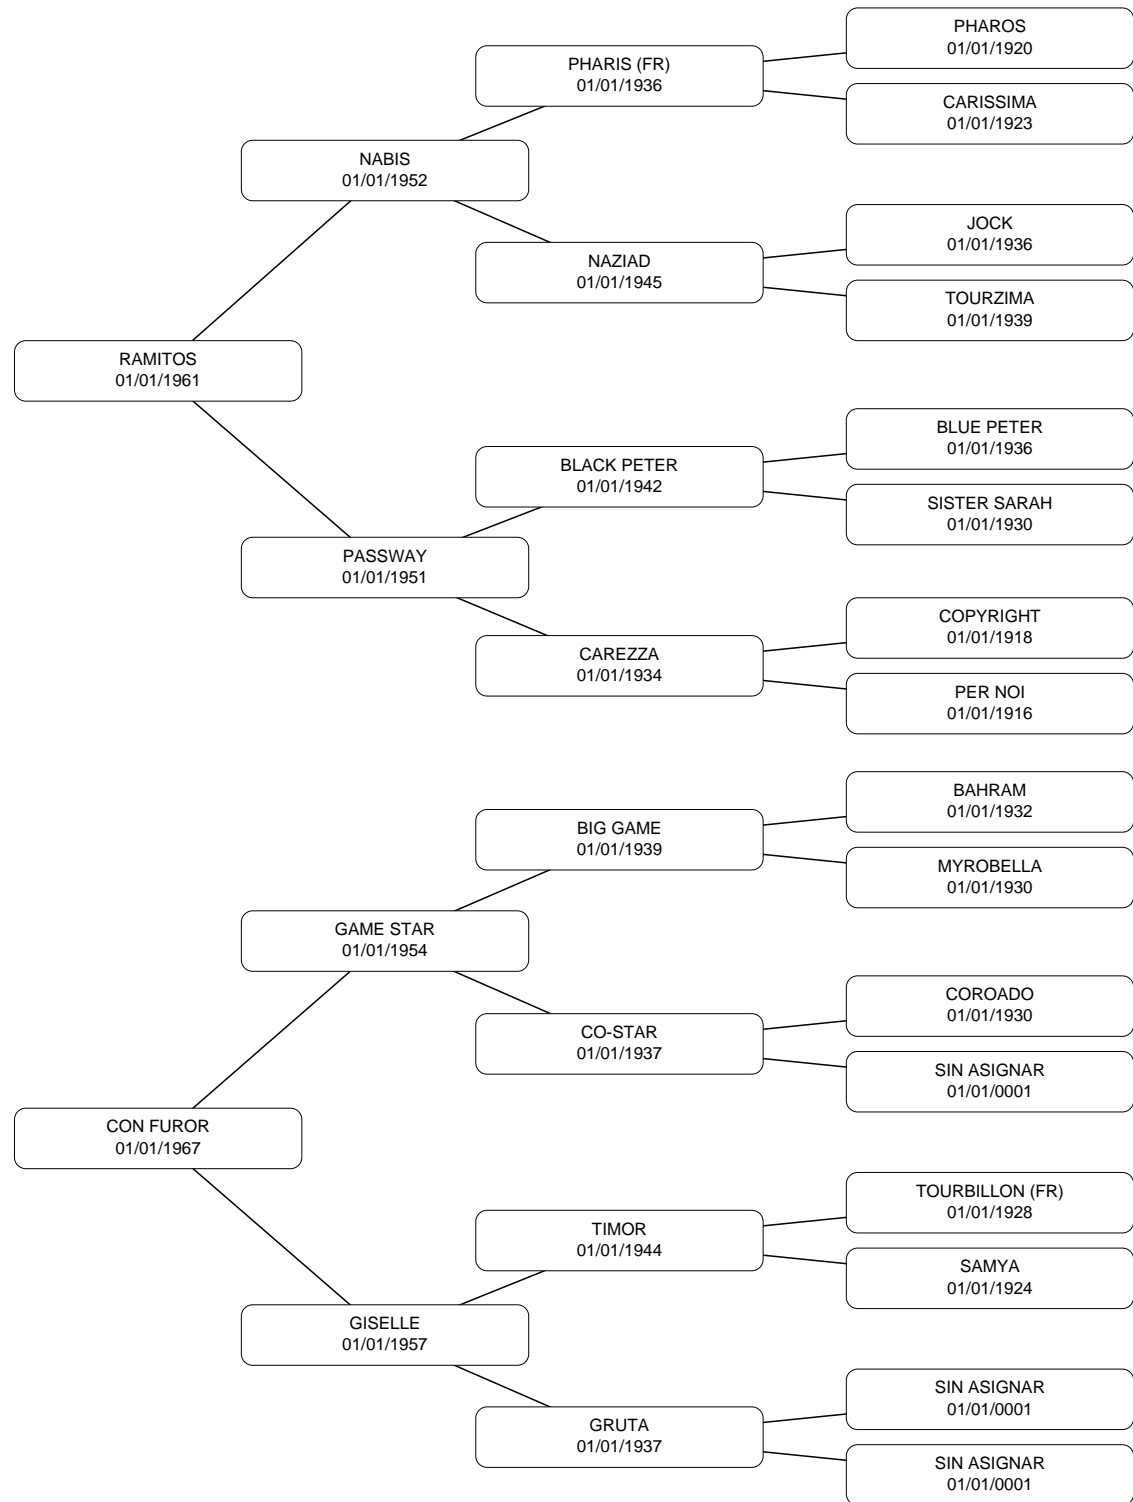 PHAROS
01/01/1920
PHARIS (FR)
01/01/1936
CARISSIMA
01/01/1923
NABIS
01/01/1952
JOCK
01/01/1936
NAZIAD
01/01/1945
TOURZIMA
01/01/1939
RAMITOS
01/01/1961
BLUE PETER
01/01/1936
BLACK PETER
01/01/1942
SISTER SARAH
01/01/1930
PASSWAY
01/01/1951
COPYRIGHT
01/01/1918
CAREZZA
01/01/1934
PER NOI
01/01/1916
BAHRAM
01/01/1932
BIG GAME
01/01/1939
MYROBELLA
01/01/1930
GAME STAR
01/01/1954
COROADO
01/01/1930
CO-STAR
01/01/1937
SIN ASIGNAR
01/01/0001
CON FUROR
01/01/1967
TOURBILLON (FR)
01/01/1928
TIMOR
01/01/1944
SAMYA
01/01/1924
GISELLE
01/01/1957
SIN ASIGNAR
01/01/0001
GRUTA
01/01/1937
SIN ASIGNAR
01/01/0001